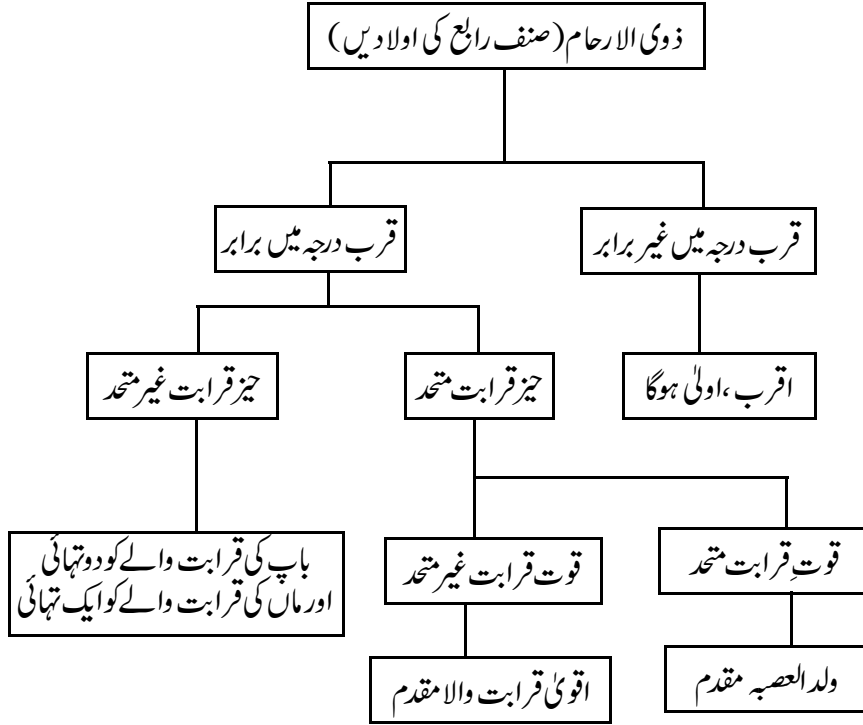 ذوی الارحام (صنف رابع کی اولادیں)
قرب درجہ میں غیر برابر
قرب درجہ میں برابر
اقرب ،اولیٰ ہوگا
حیز قرابت متحد
حیز قرابت غیر متحد
قوتِ قرابت متحد
قوت قرابت غیر متحد
باپ کی قرابت والے کو دو تہائی
اور ماں کی قرابت والے کو ایک تہائی
ولد العصبہ مقدم
اقویٰ قرابت والا مقدم